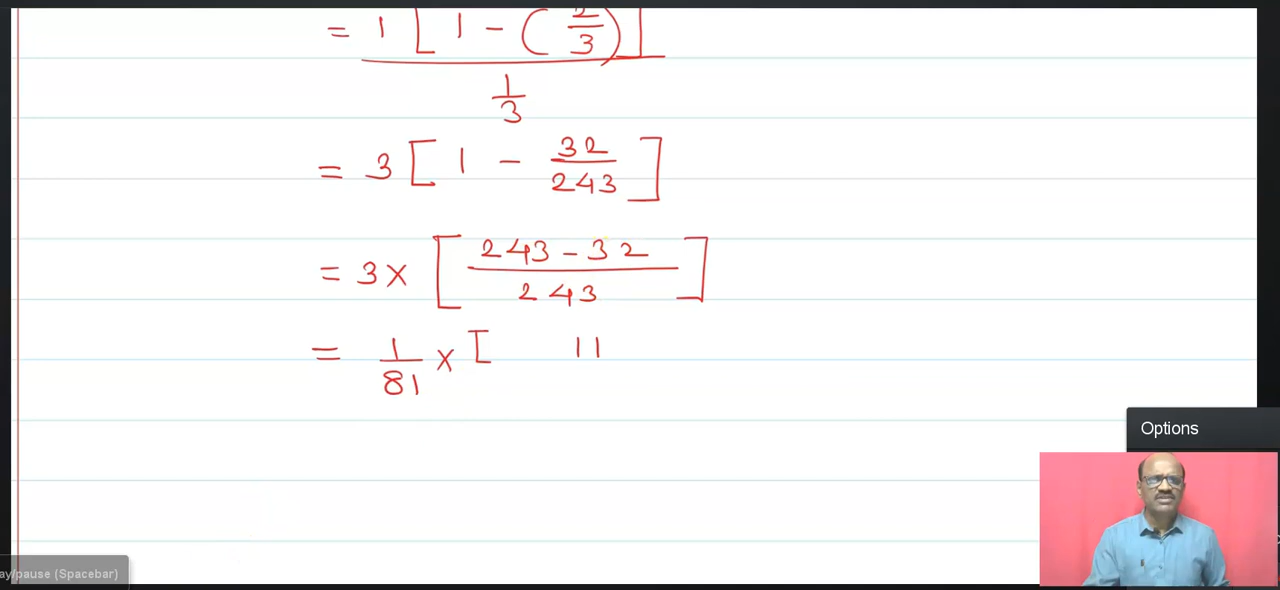 = 1 [ 1 - ( 2/3 ) ]
1/3
= 3 [ 1 - 32/243 ]
= 3 x [ 243 - 32 / 243 ]
= 1/81 x [ 11
Options
ay/pause (Spacebar)